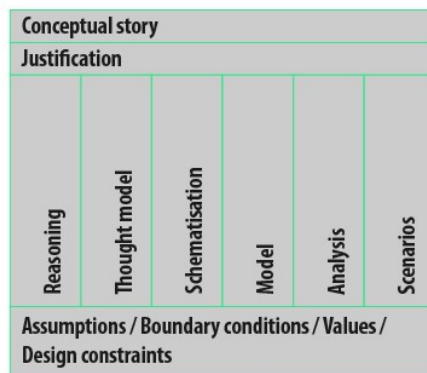 Conceptual story
Justification
Reasoning
Thought model
Schematisation
Model
Analysis
Scenarios
Assumptions / Boundary conditions / Values /
Design constraints